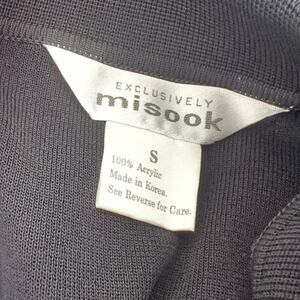 EXCLUSIVELY
misook
S
100% Acrylic
Made in Korea.
See Reverse for Care.